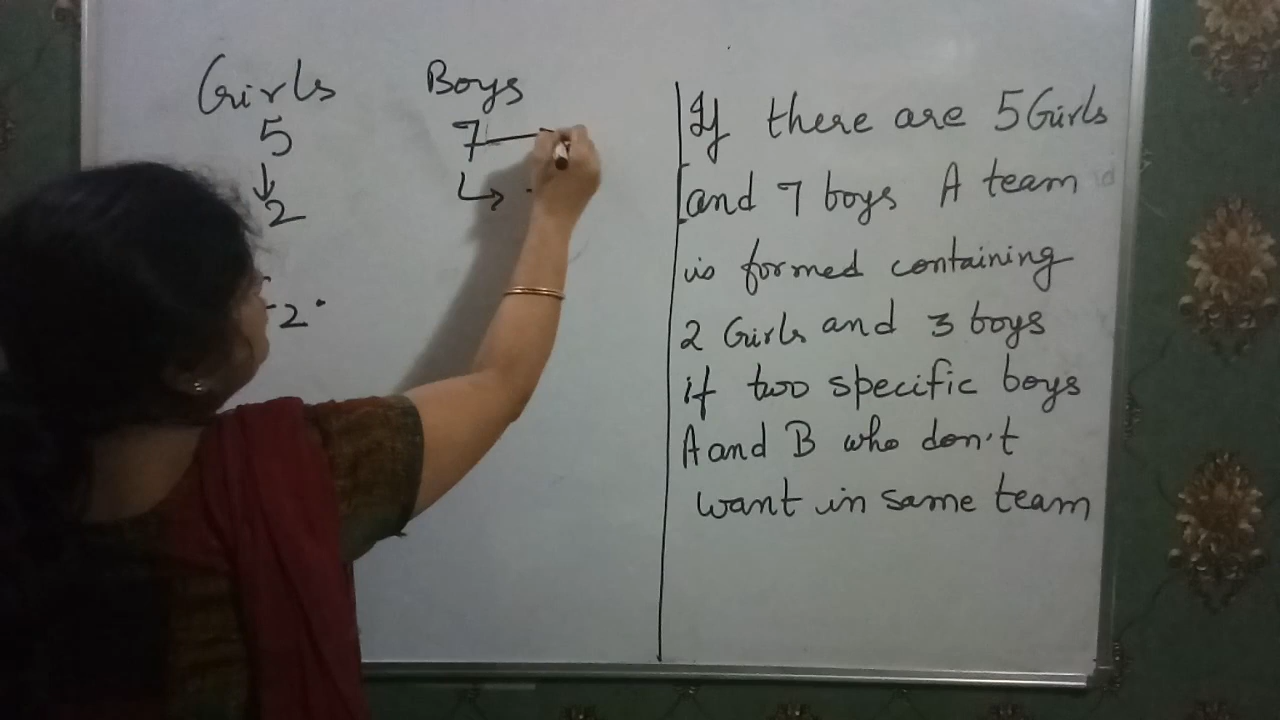 Girls Boys
5 7
2
2
If there are 5 Girls
and 7 boys A team
is formed containing
2 Girls and 3 boys
if two specific boys
A and B who don't
want in same team